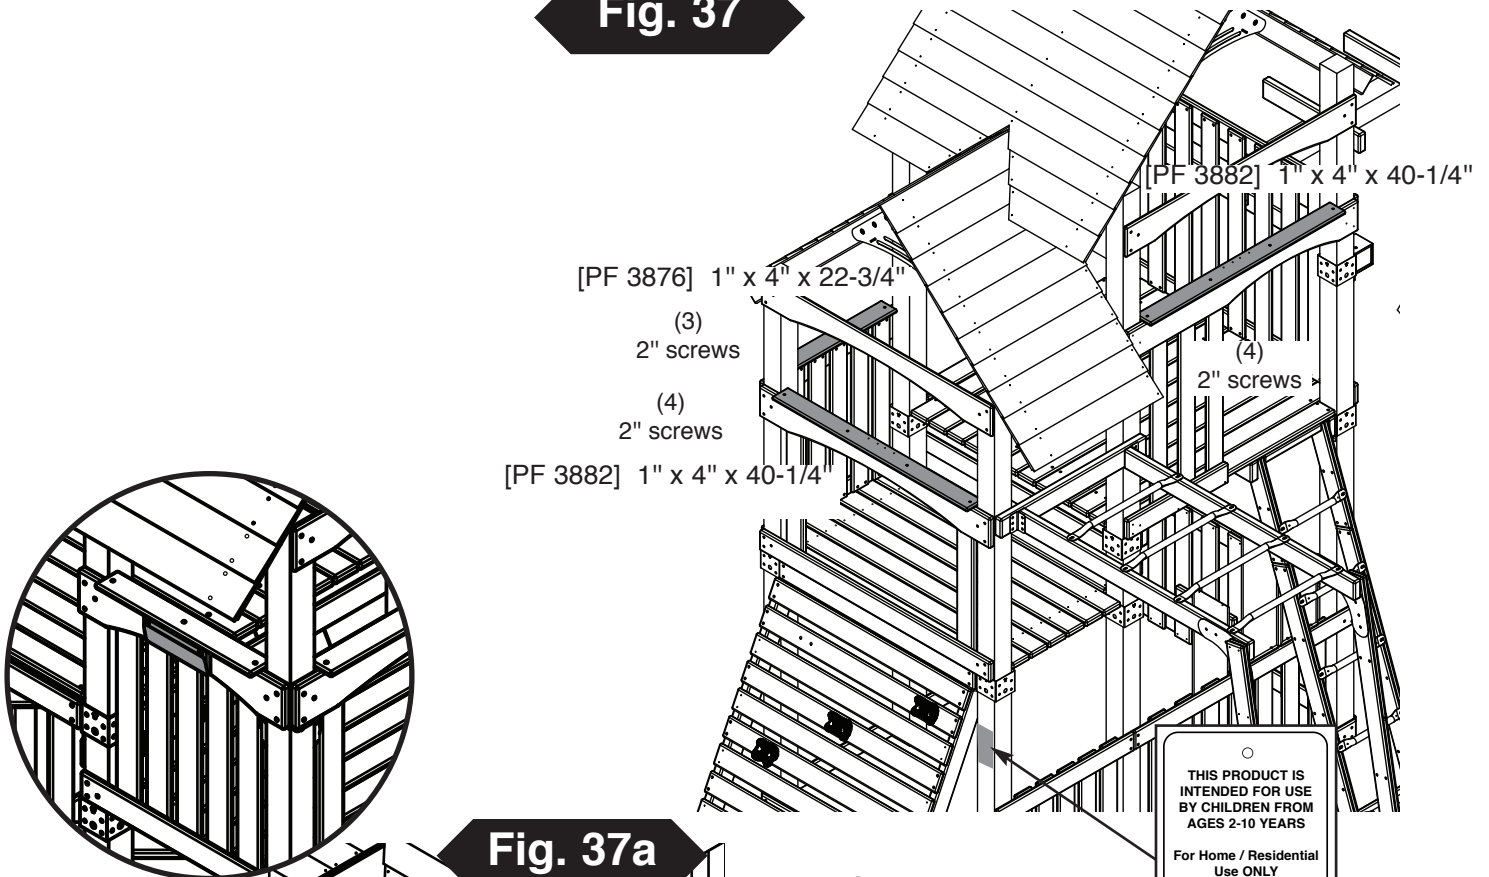 Fig. 37
[PF 3882] 1" x 4" x 40-1/4"
[PF 3876] 1" x 4" x 22-3/4"
(3)
2" screws
(4)
2" screws
(4)
2" screws
[PF 3882] 1" x 4" x 40-1/4"
THIS PRODUCT IS
INTENDED FOR USE
BY CHILDREN FROM
AGES 2-10 YEARS
For Home / Residential
Use ONLY
Fig. 37a